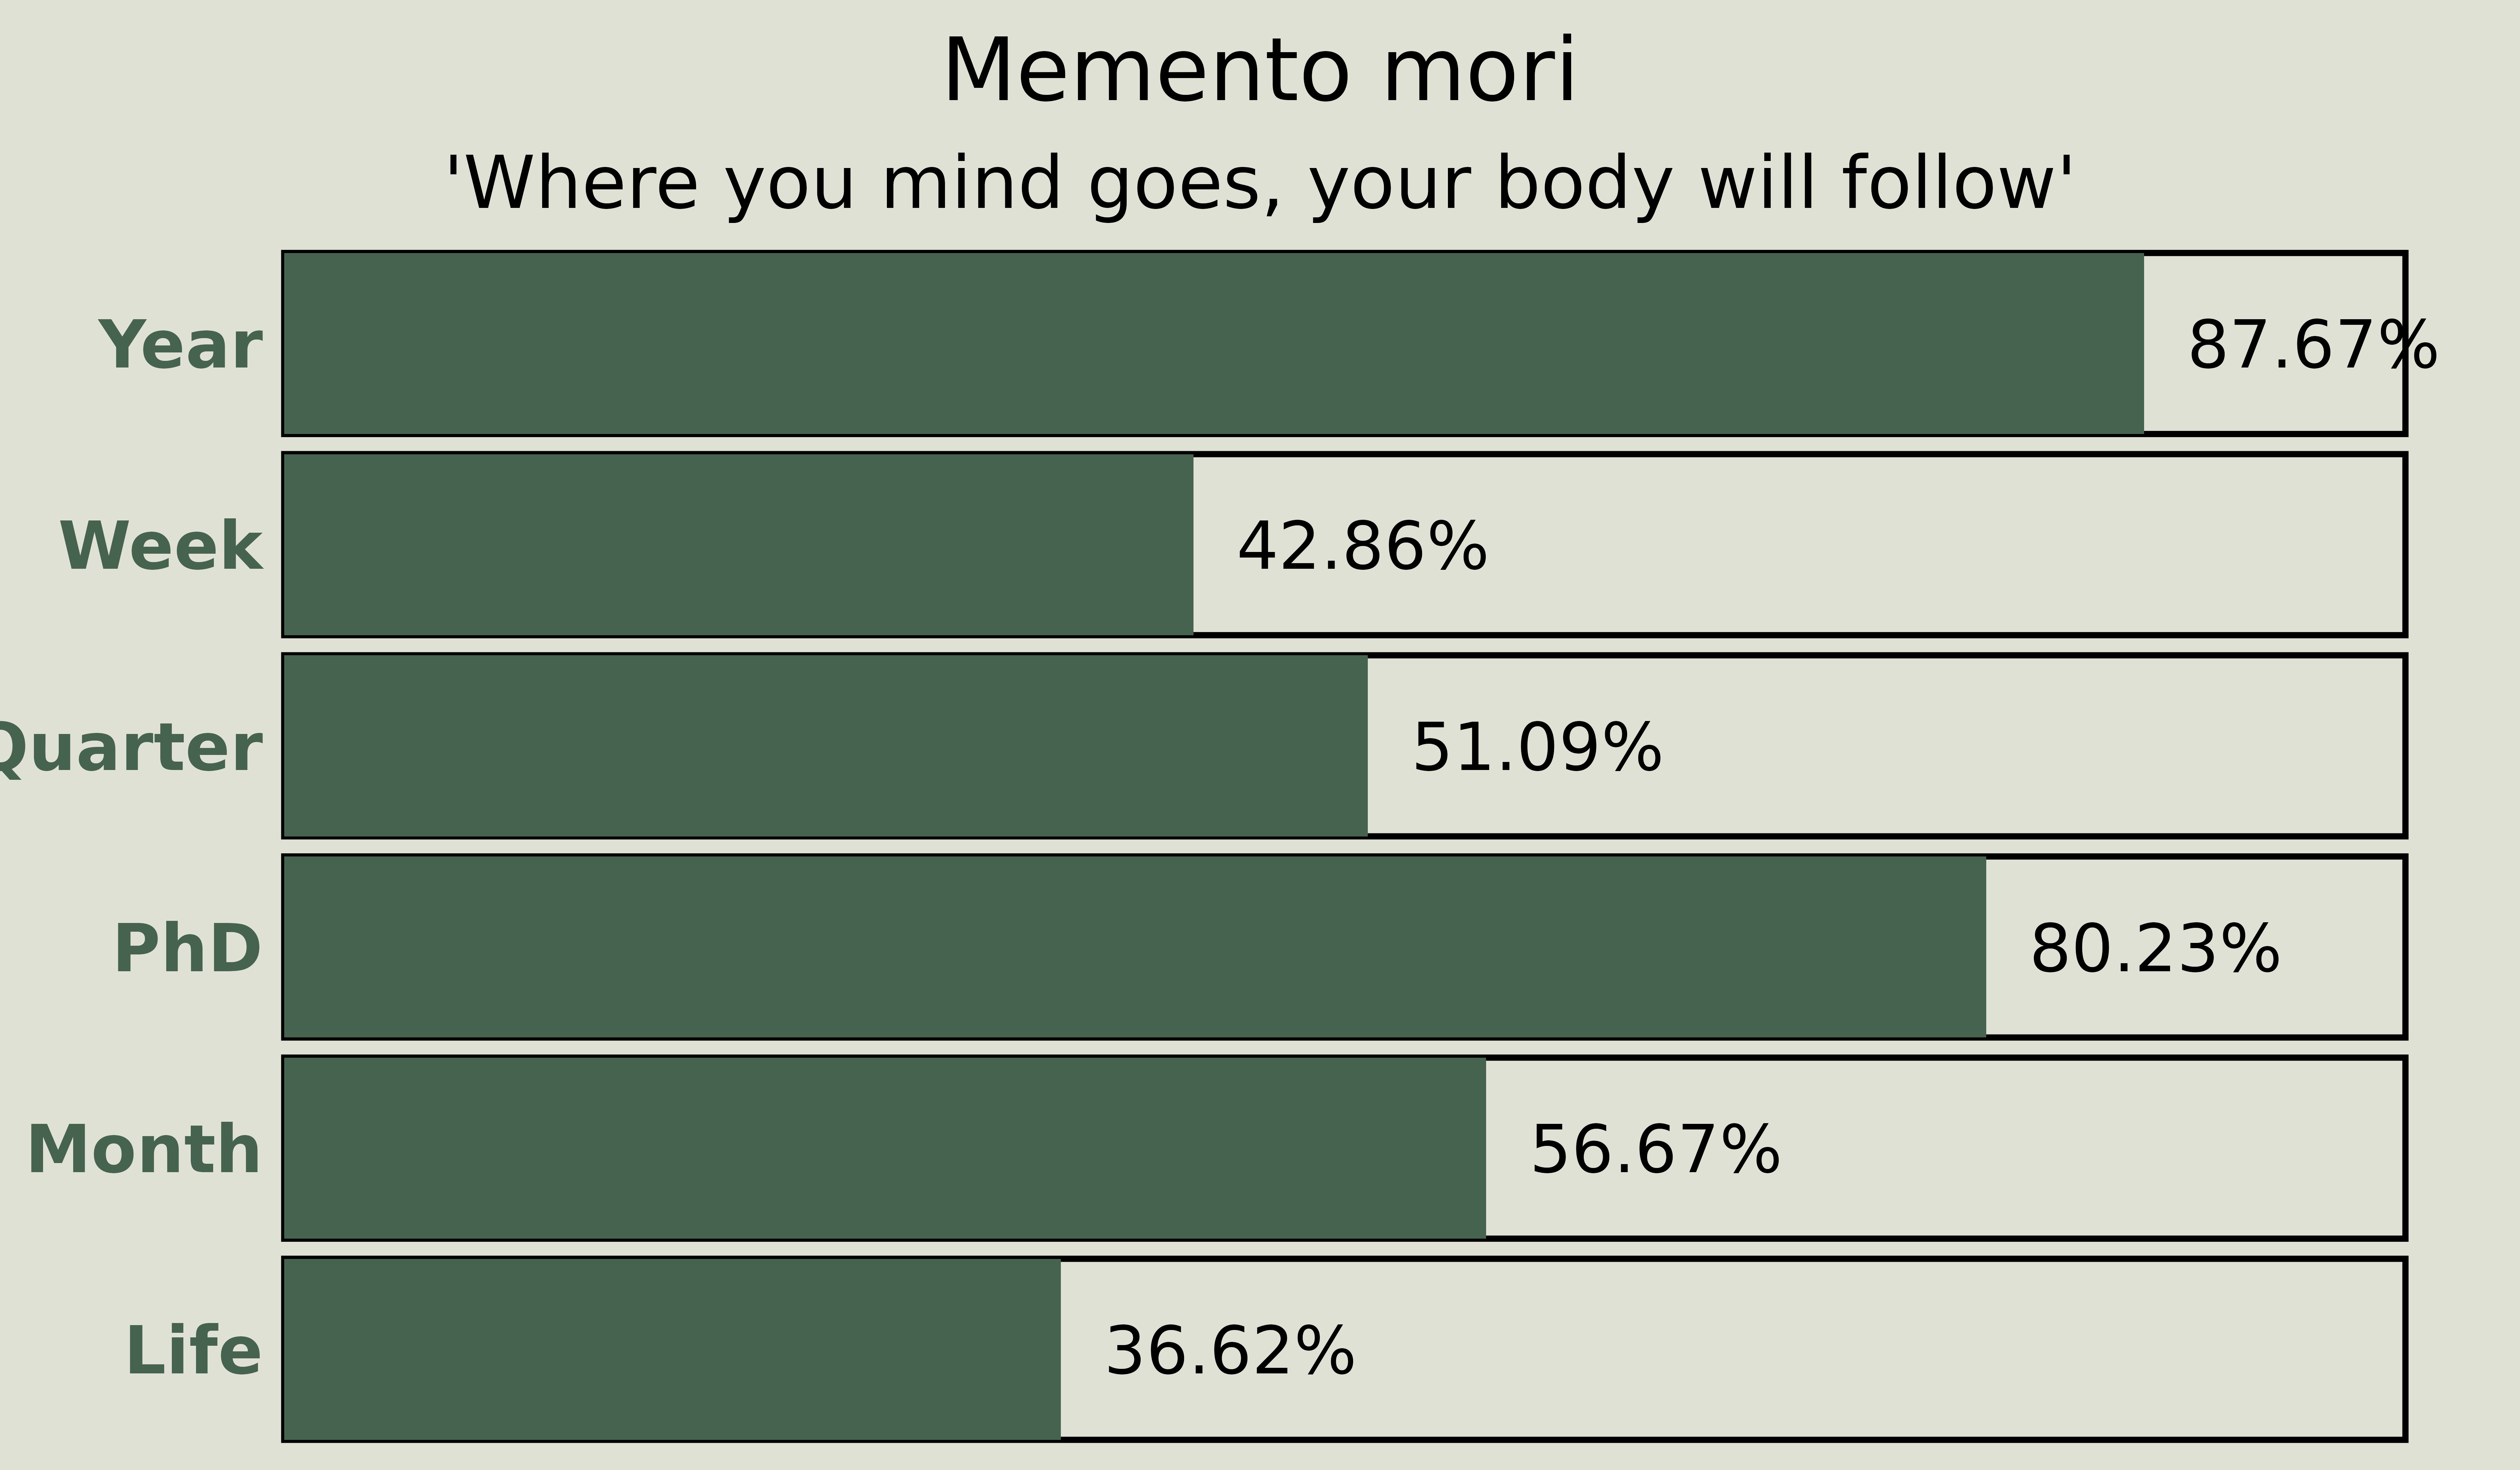 Memento mori
'Where you mind goes, your body will follow'
Year 87.67%
Week 42.86%
Quarter 51.09%
PhD 80.23%
Month 56.67%
Life 36.62%